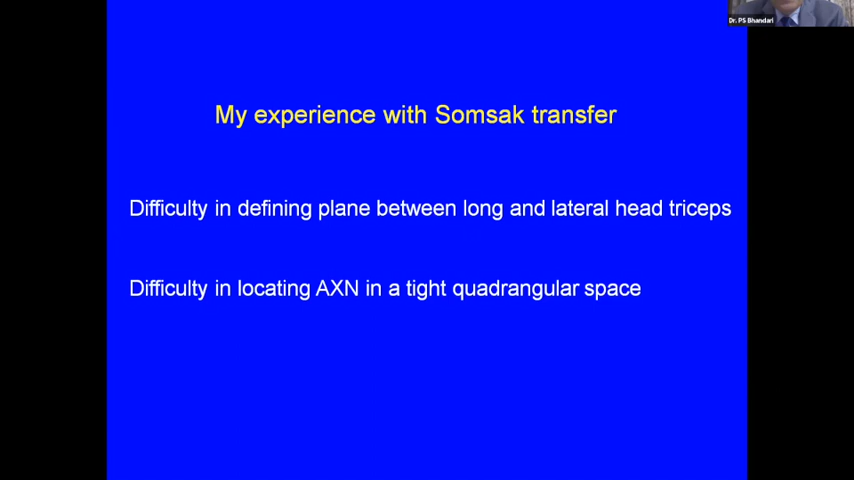 Dr. PS Bhandari
My experience with Somsak transfer
Difficulty in defining plane between long and lateral head triceps
Difficulty in locating AXN in a tight quadrangular space